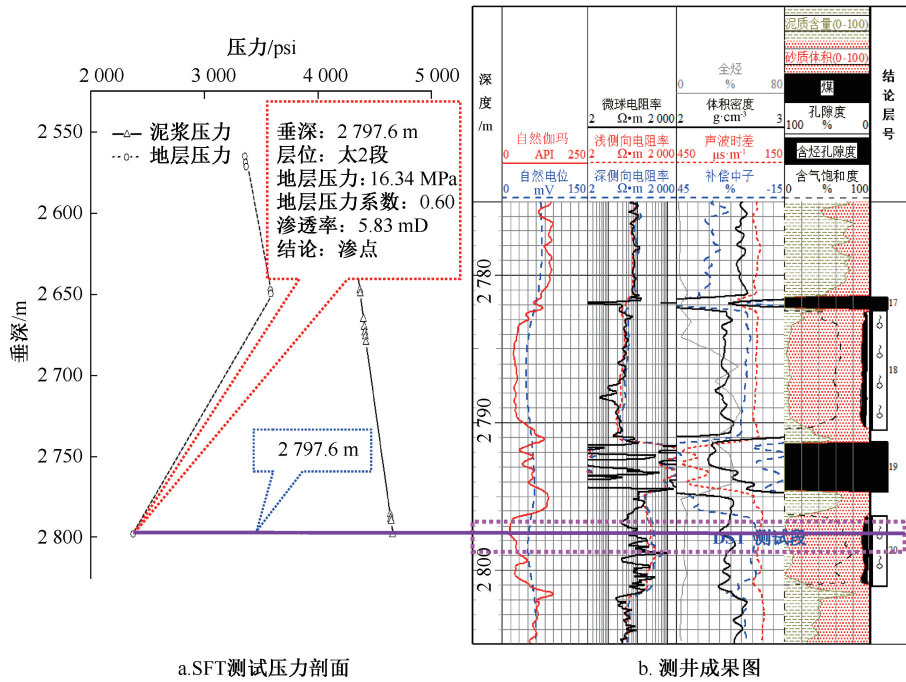 压力/psi
2 000
3 000
4 000
5 000
2 550
2 600
2 650
2 700
2 750
2 800
垂深/m
泥浆压力
地层压力
垂深：2 797.6 m
层位：太2段
地层压力：16.34 MPa
地层压力系数：0.60
渗透率：5.83 mD
结论：渗点
2 797.6 m
a.SFT测试压力剖面
深度/m
自然伽玛
0 API 250
自然电位
mV 150
微球电阻率
2 Ω•m 2 000
浅侧向电阻率
2 Ω•m 2 000
深侧向电阻率
2 Ω•m 2 000
全烃
0 % 80
体积密度
2 g·cm⁻³ 3
声波时差
450 μs·m⁻¹ 150
补偿中子
45 % -15
泥质含量(0-100)
砂质体积(0-100)
煤
孔隙度
100 % 0
含烃孔隙度
含气饱和度
0 % 100
结论层号
2 780
2 790
2 800
17
18
19
20
DST 测试段
b. 测井成果图